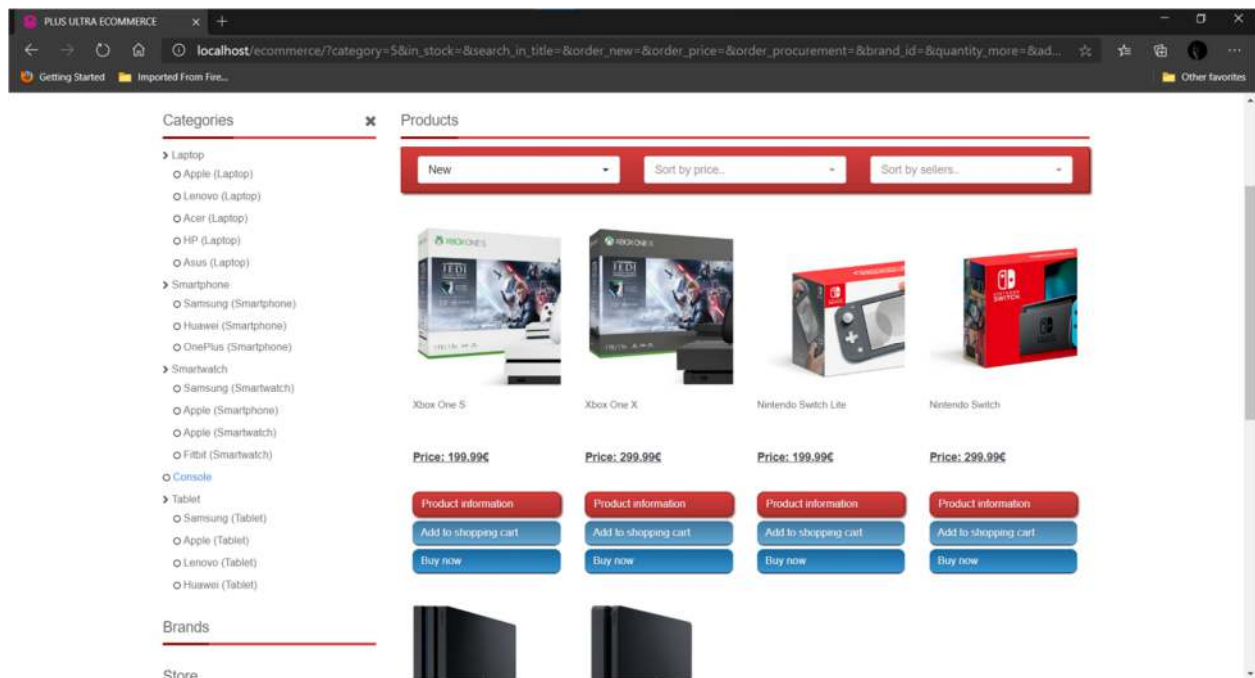 PLUS ULTRA ECOMMERCE
localhost/ecommerce/?category=5&in_stock=&search_in_title=&order_new=&order_price=&order_procurement=&brand_id=&quantity_more=&ad...
Getting Started
Imported From Fire...
Other favorites
Categories
Laptop
Apple (Laptop)
Lenovo (Laptop)
Acer (Laptop)
HP (Laptop)
Asus (Laptop)
Smartphone
Samsung (Smartphone)
Huawei (Smartphone)
OnePlus (Smartphone)
Smartwatch
Samsung (Smartwatch)
Apple (Smartphone)
Apple (Smartwatch)
Fitbit (Smartwatch)
Console
Tablet
Samsung (Tablet)
Apple (Tablet)
Lenovo (Tablet)
Huawei (Tablet)
Brands
Store
Products
New
Sort by price..
Sort by sellers..
XBOX ONE S
JEDI
XBOX ONE X
JEDI
SWITCH
Xbox One S
Xbox One X
Nintendo Switch Lite
Nintendo Switch
Price: 199.99€
Price: 299.99€
Price: 199.99€
Price: 299.99€
Product information
Product information
Product information
Product information
Add to shopping cart
Add to shopping cart
Add to shopping cart
Add to shopping cart
Buy now
Buy now
Buy now
Buy now